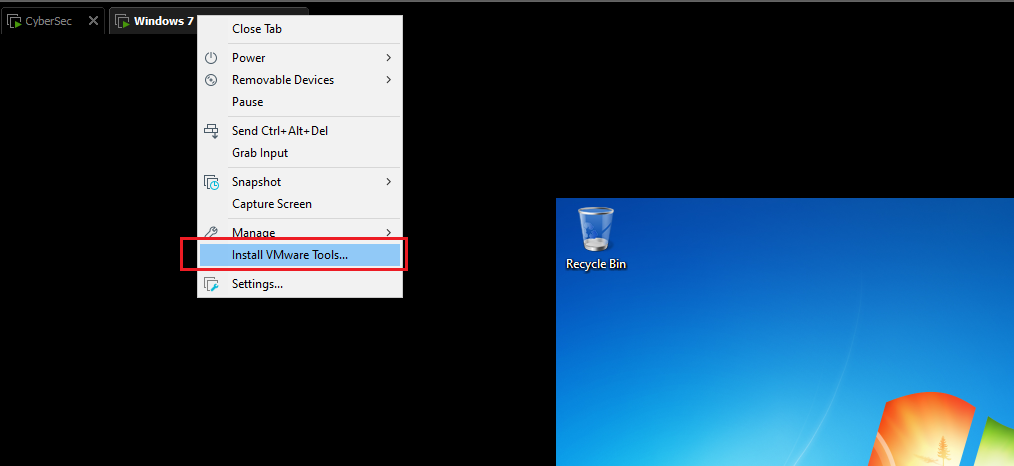 CyberSec
Windows 7
Close Tab
Power
Removable Devices
Pause
Send Ctrl+Alt+Del
Grab Input
Snapshot
Capture Screen
Manage
Install VMware Tools...
Settings...
Recycle Bin